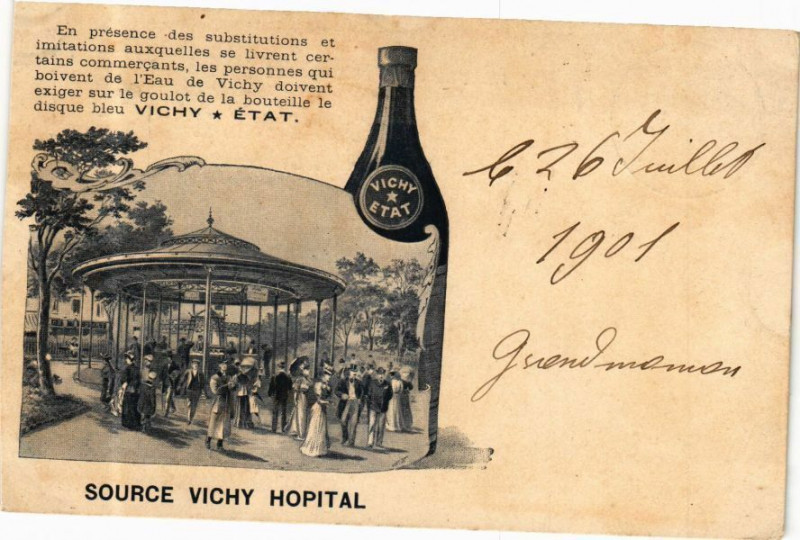 En présence des substitutions et
imitations auxquelles se livrent cer-
tains commerçants, les personnes qui
boivent de l'Eau de Vichy doivent
exiger sur le goulot de la bouteille le
disque bleu VICHY ★ ÉTAT.
VICHY
★
ETAT
SOURCE VICHY HOPITAL
26 Juillet
1901
Grandmaman